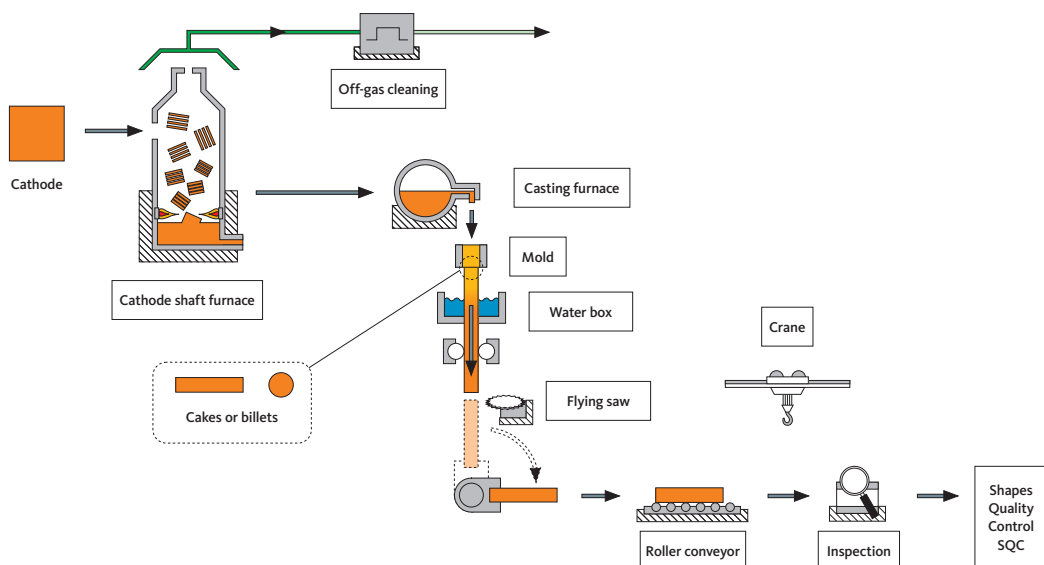 Off-gas cleaning
Cathode
Casting furnace
Mold
Cathode shaft furnace
Water box
Crane
Cakes or billets
Flying saw
Roller conveyor
Inspection
Shapes
Quality
Control
SQC